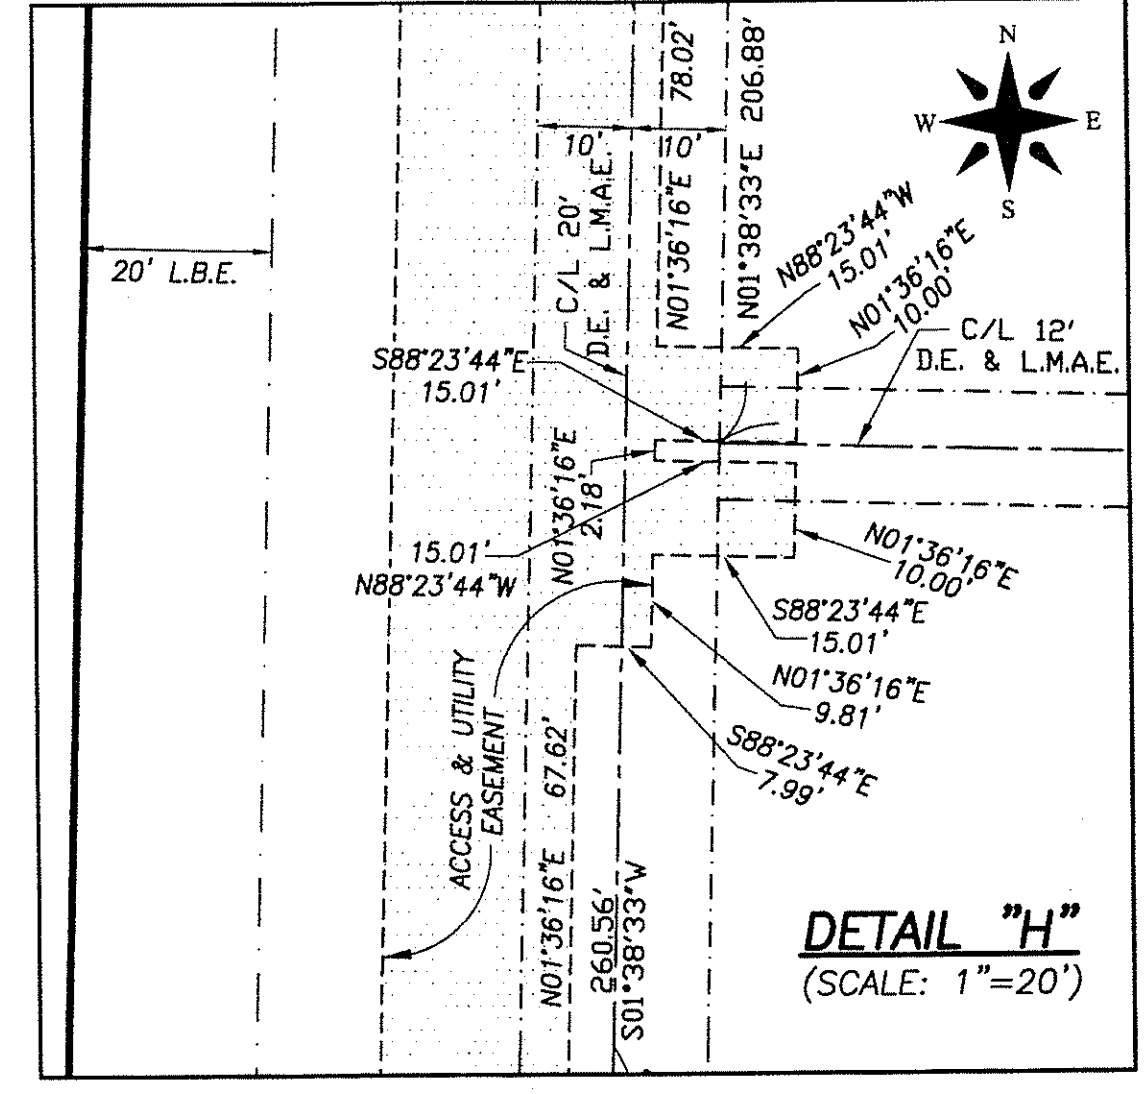 N
W
E
S
78.02'
N01°36'16"E
N01°38'33"E 206.88'
10'
10'
C/L 20'
D.E. & L.M.A.E.
20' L.B.E.
N88°23'44"W
15.01'
N01°36'16"E
10.00'
C/L 12'
D.E. & L.M.A.E.
S88°23'44"E
15.01'
N01°36'16"E
2.18'
15.01'
N88°23'44"W
N01°36'16"E
10.00'
S88°23'44"E
15.01'
N01°36'16"E
9.81'
S88°23'44"E
7.99'
ACCESS & UTILITY
EASEMENT
N01°36'16"E 67.62'
260.56'
S01°38'33"W
DETAIL "H"
(SCALE: 1"=20')